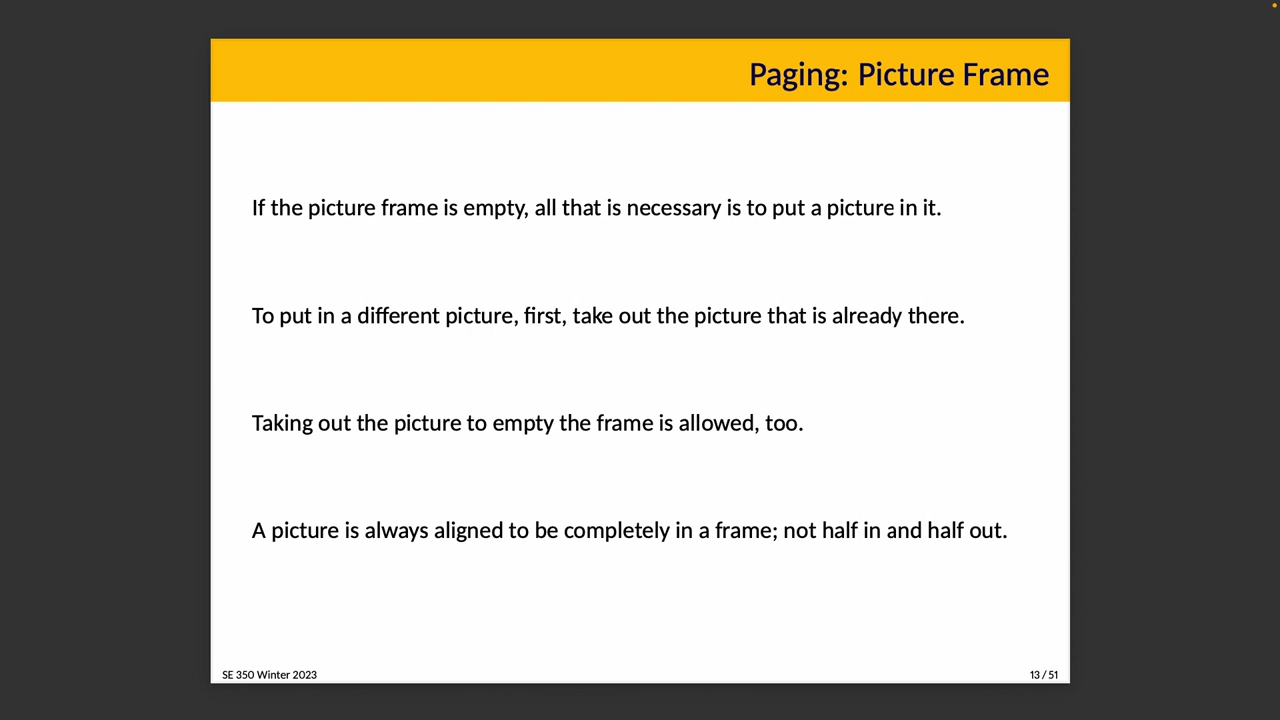 Paging: Picture Frame
If the picture frame is empty, all that is necessary is to put a picture in it.
To put in a different picture, first, take out the picture that is already there.
Taking out the picture to empty the frame is allowed, too.
A picture is always aligned to be completely in a frame; not half in and half out.
SE 350 Winter 2023
13 / 51